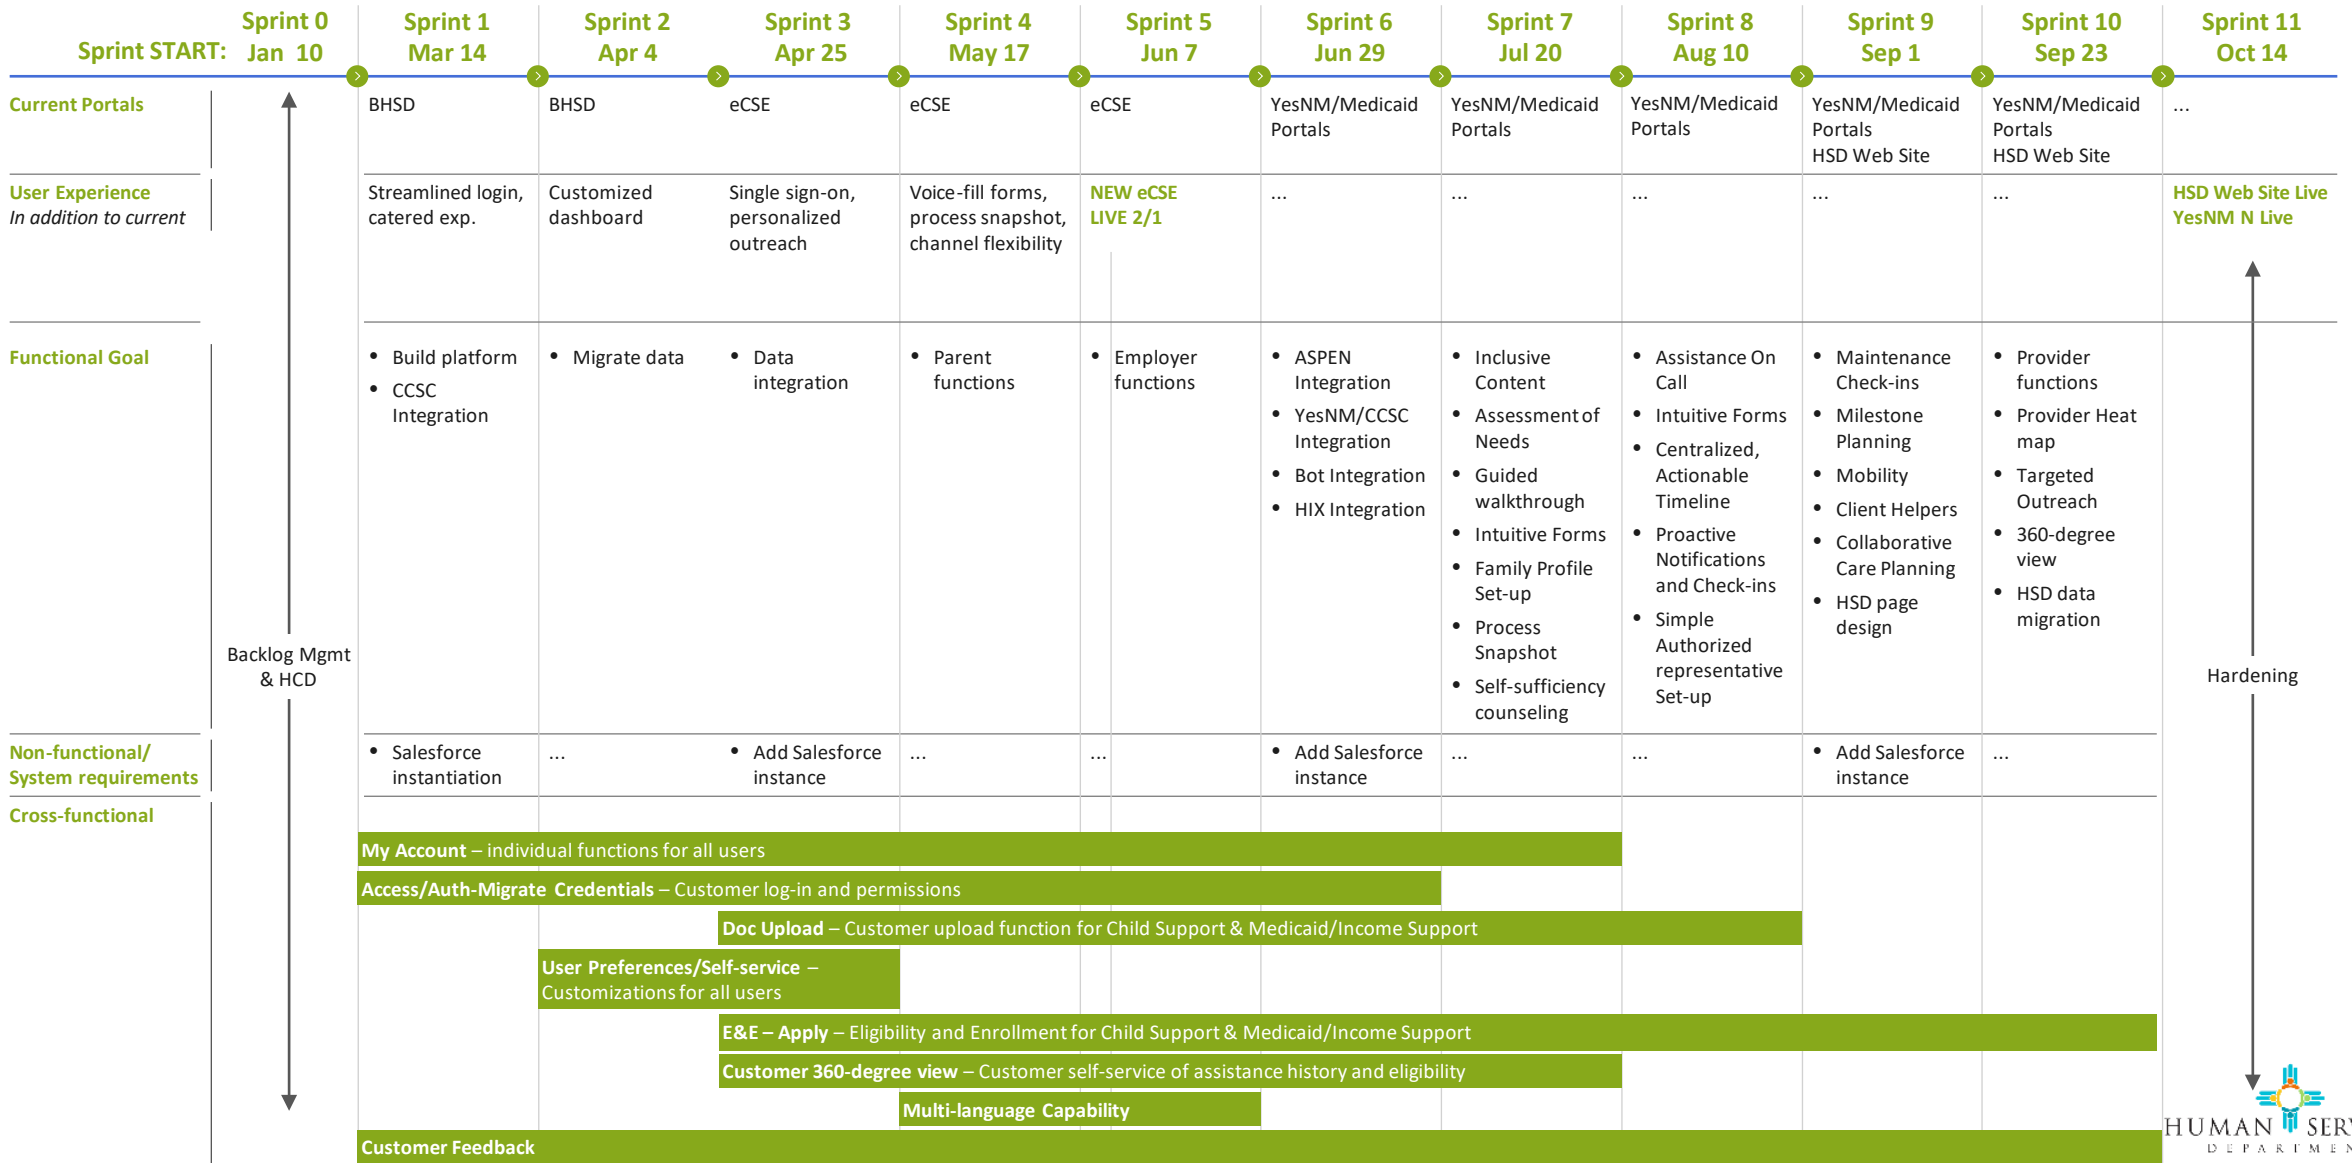 Sprint START:
Sprint 0
Jan 10
Sprint 1
Mar 14
Sprint 2
Apr 4
Sprint 3
Apr 25
Sprint 4
May 17
Sprint 5
Jun 7
Sprint 6
Jun 29
Sprint 7
Jul 20
Sprint 8
Aug 10
Sprint 9
Sep 1
Sprint 10
Sep 23
Sprint 11
Oct 14
Current Portals
BHSD
BHSD
eCSE
eCSE
eCSE
YesNM/Medicaid
Portals
YesNM/Medicaid
Portals
YesNM/Medicaid
Portals
YesNM/Medicaid
Portals
HSD Web Site
YesNM/Medicaid
Portals
HSD Web Site
...
User Experience
In addition to current
Streamlined login,
catered exp.
Customized
dashboard
Single sign-on,
personalized
outreach
Voice-fill forms,
process snapshot,
channel flexibility
NEW eCSE
LIVE 2/1
...
...
...
...
...
HSD Web Site Live
YesNM N Live
Functional Goal
Backlog Mgmt
& HCD
• Build platform
• CCSC
Integration
• Migrate data
• Data
integration
• Parent
functions
• Employer
functions
• ASPEN
Integration
• YesNM/CCSC
Integration
• Bot Integration
• HIX Integration
• Inclusive
Content
• Assessment of
Needs
• Guided
walkthrough
• Intuitive Forms
• Family Profile
Set-up
• Process
Snapshot
• Self-sufficiency
counseling
• Assistance On
Call
• Intuitive Forms
• Centralized,
Actionable
Timeline
• Proactive
Notifications
and Check-ins
• Simple
Authorized
representative
Set-up
• Maintenance
Check-ins
• Milestone
Planning
• Mobility
• Client Helpers
• Collaborative
Care Planning
• HSD page
design
• Provider
functions
• Provider Heat
map
• Targeted
Outreach
• 360-degree
view
• HSD data
migration
Hardening
Non-functional/
System requirements
• Salesforce
instantiation
...
• Add Salesforce
instance
...
...
• Add Salesforce
instance
...
...
• Add Salesforce
instance
...
Cross-functional
My Account – individual functions for all users
Access/Auth-Migrate Credentials – Customer log-in and permissions
Doc Upload – Customer upload function for Child Support & Medicaid/Income Support
User Preferences/Self-service –
Customizations for all users
E&E – Apply – Eligibility and Enrollment for Child Support & Medicaid/Income Support
Customer 360-degree view – Customer self-service of assistance history and eligibility
Multi-language Capability
Customer Feedback
HUMAN SER
DEPARTMEN